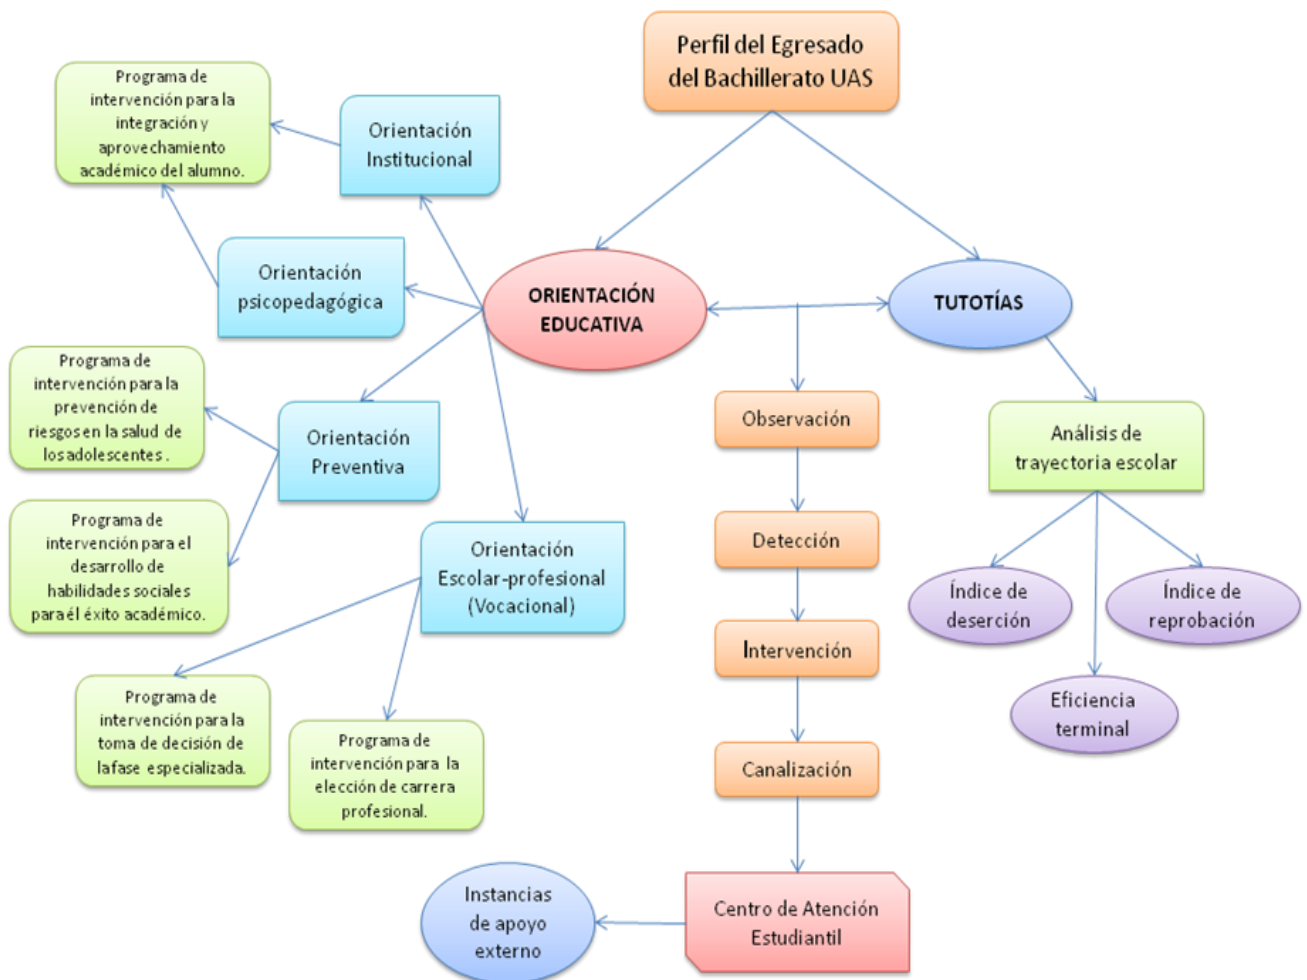 Perfil del Egresado
del Bachillerato UAS
Programa de
intervención para la
integración y
aprovechamiento
académico del alumno.
Orientación
Institucional
Orientación
psicopedagógica
ORIENTACIÓN
EDUCATIVA
TUTOTÍAS
Programa de
intervención para la
prevención de
riesgos en la salud de
los adolescentes .
Orientación
Preventiva
Observación
Análisis de
trayectoria escolar
Programa de
intervención para el
desarrollo de
habilidades sociales
para él éxito académico.
Orientación
Escolar-profesional
(Vocacional)
Detección
Índice de
deserción
Índice de
reprobación
Intervención
Eficiencia
terminal
Programa de
intervención para la
toma de decisión de
la fase especializada.
Programa de
intervención para la
elección de carrera
profesional.
Canalización
Instancias
de apoyo
externo
Centro de Atención
Estudiantil